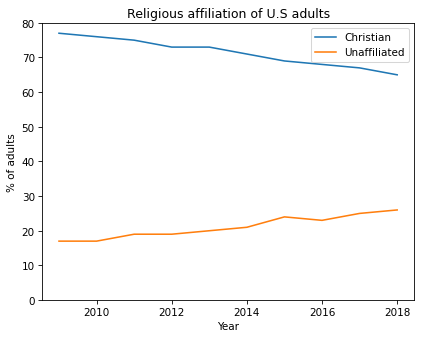 Religious affiliation of U.S adults
Christian
Unaffiliated
% of adults
80
70
60
50
40
30
20
10
0
2010
2012
2014
2016
2018
Year